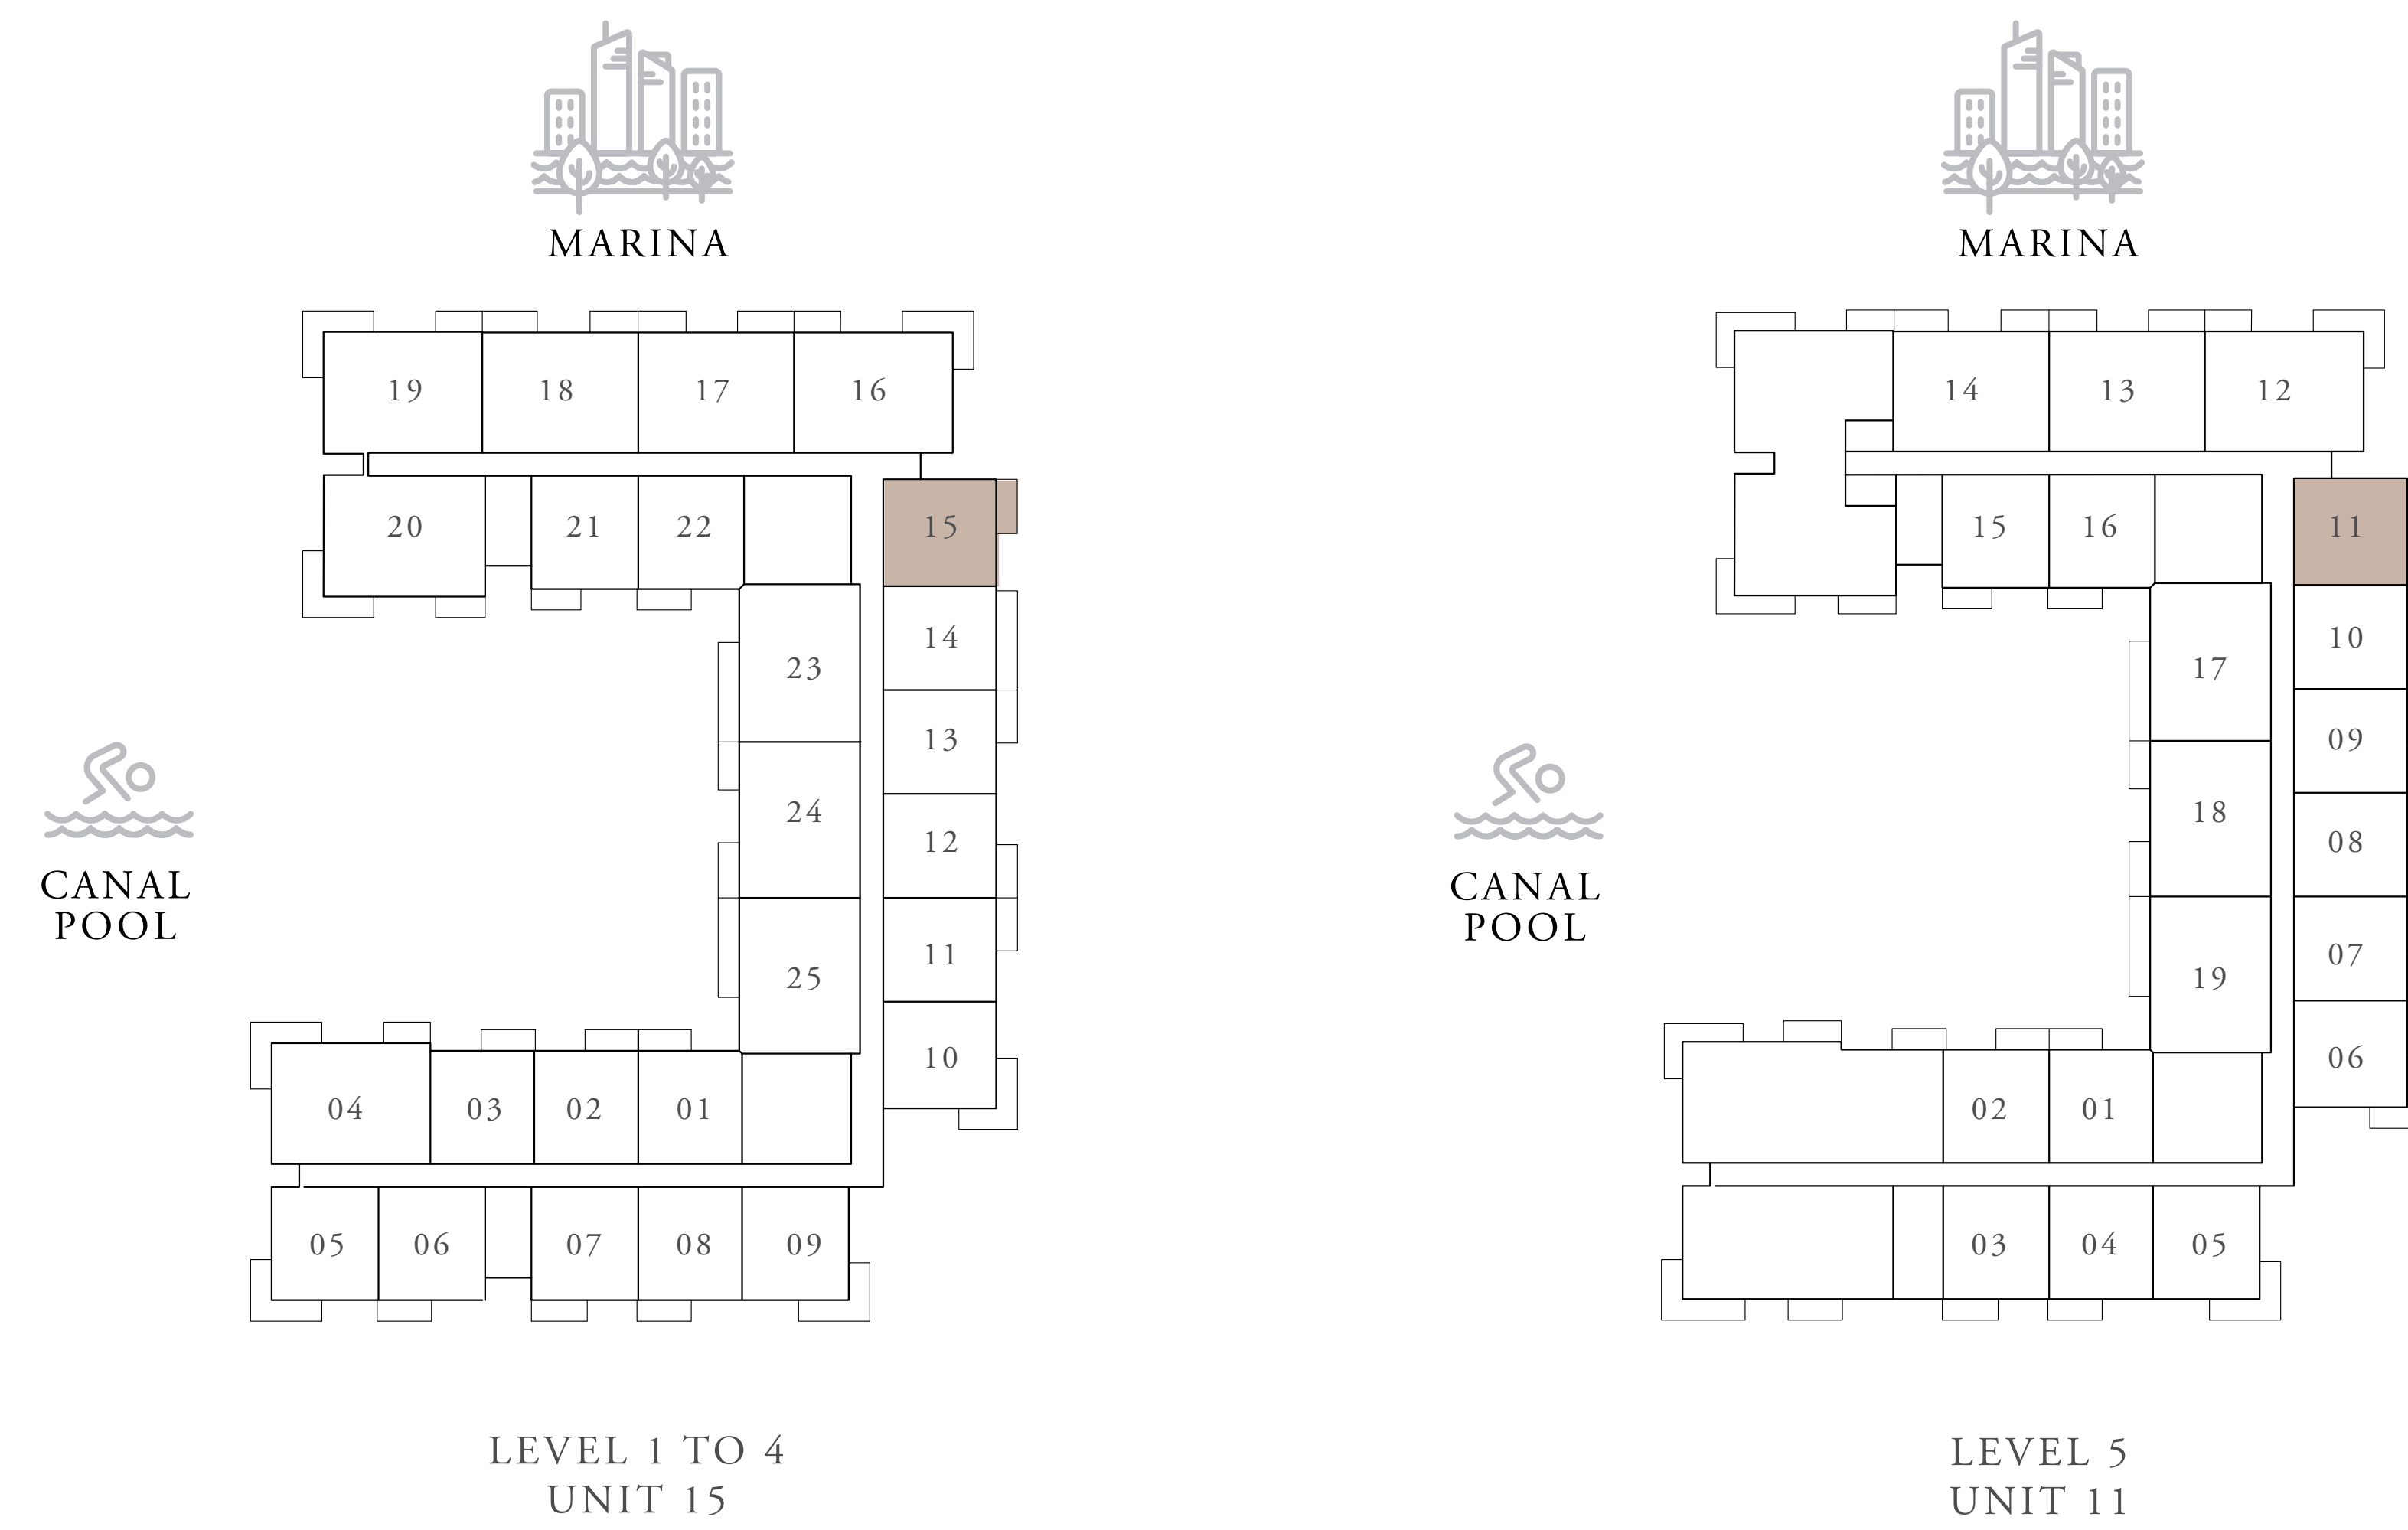 MARINA
19 18 17 16
20 21 22 15
14
23
13
24 12
11
25
10
04 03 02 01
05 06 07 08 09
CANAL
POOL
LEVEL 1 TO 4
UNIT 15
MARINA
14 13 12
15 16 11
10
17
09
18 08
07
19
06
02 01
03 04 05
CANAL
POOL
LEVEL 5
UNIT 11